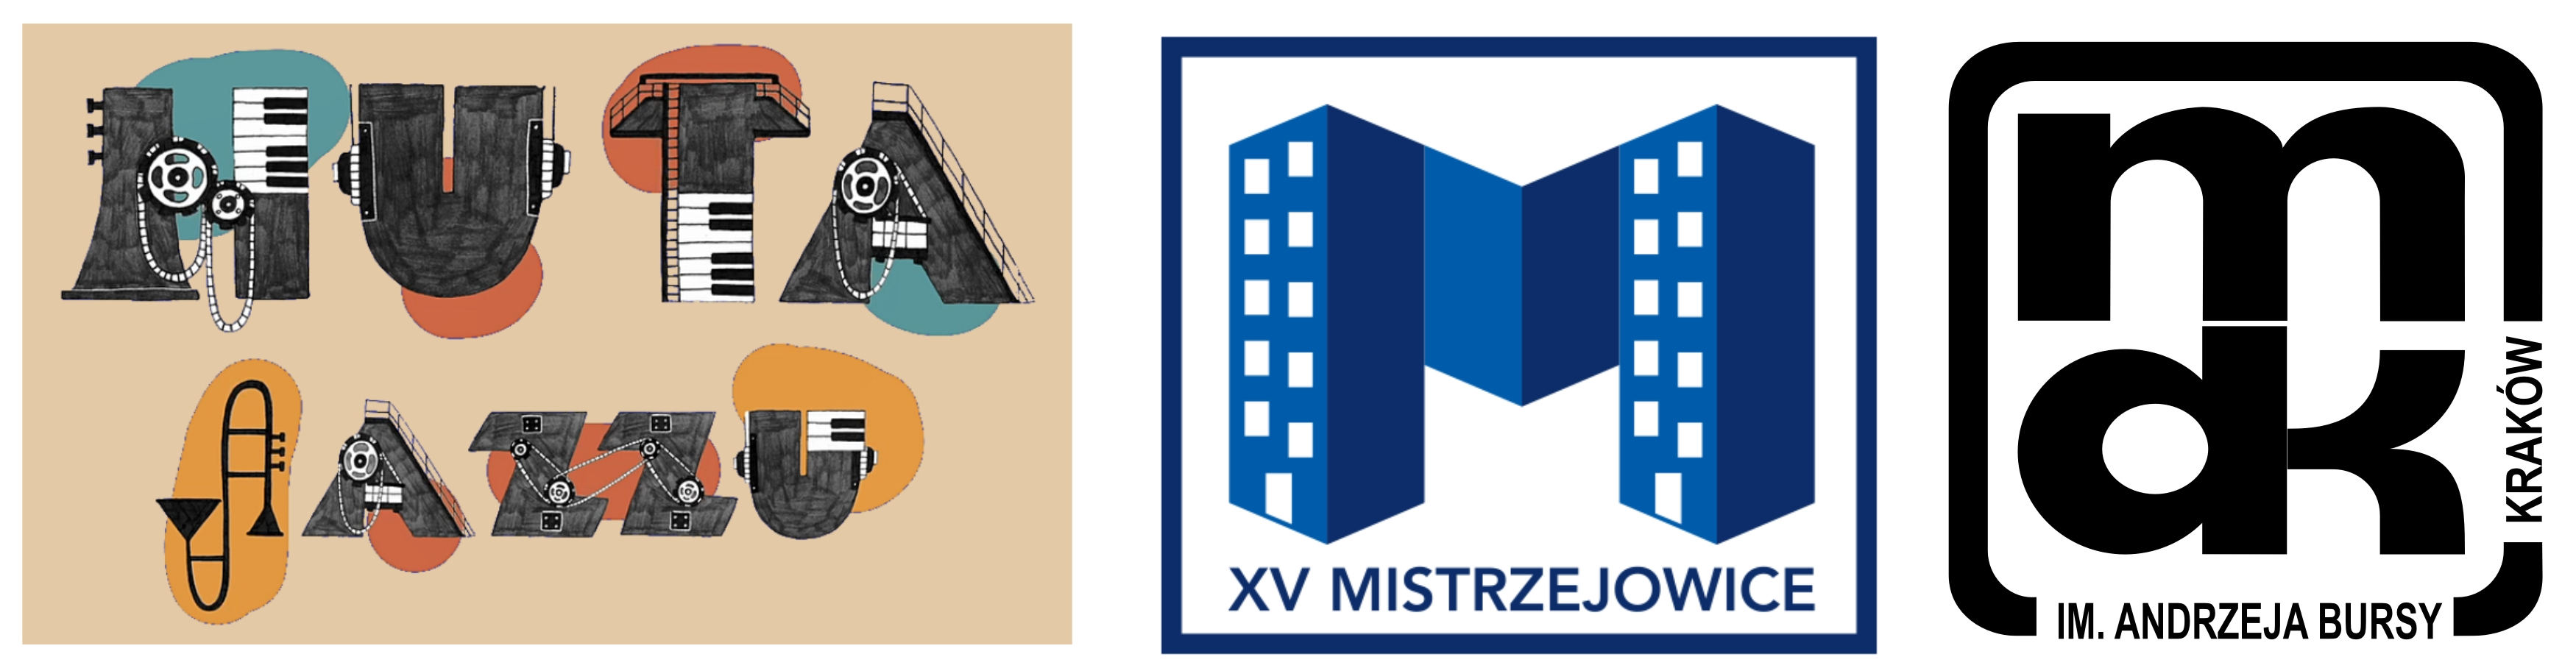 HUTA
JAZZU
XV MISTRZEJOWICE
mdk
KRAKÓW
IM. ANDRZEJA BURSY